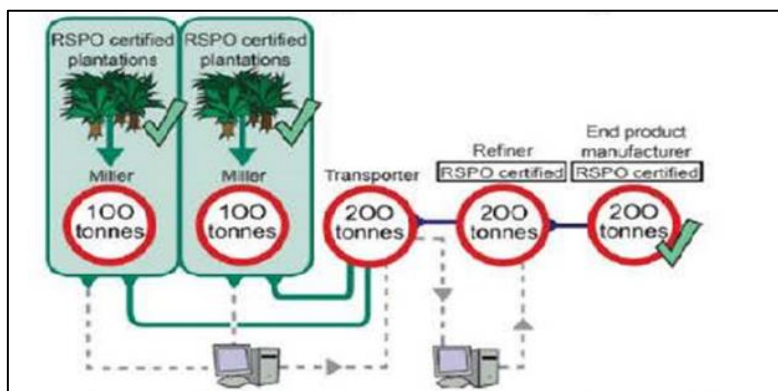 RSPO certified
plantations
RSPO certified
plantations
Miller
100
tonnes
Miller
100
tonnes
Transporter
200
tonnes
Refiner
RSPO certified
200
tonnes
End product
manufacturer
RSPO certified
200
tonnes